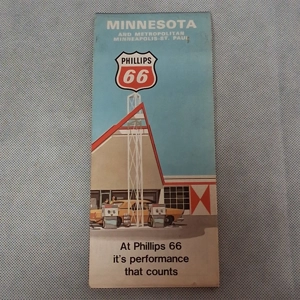 MINNESOTA
AND METROPOLITAN
MINNEAPOLIS-ST. PAUL
PHILLIPS
66
At Phillips 66
it's performance
that counts